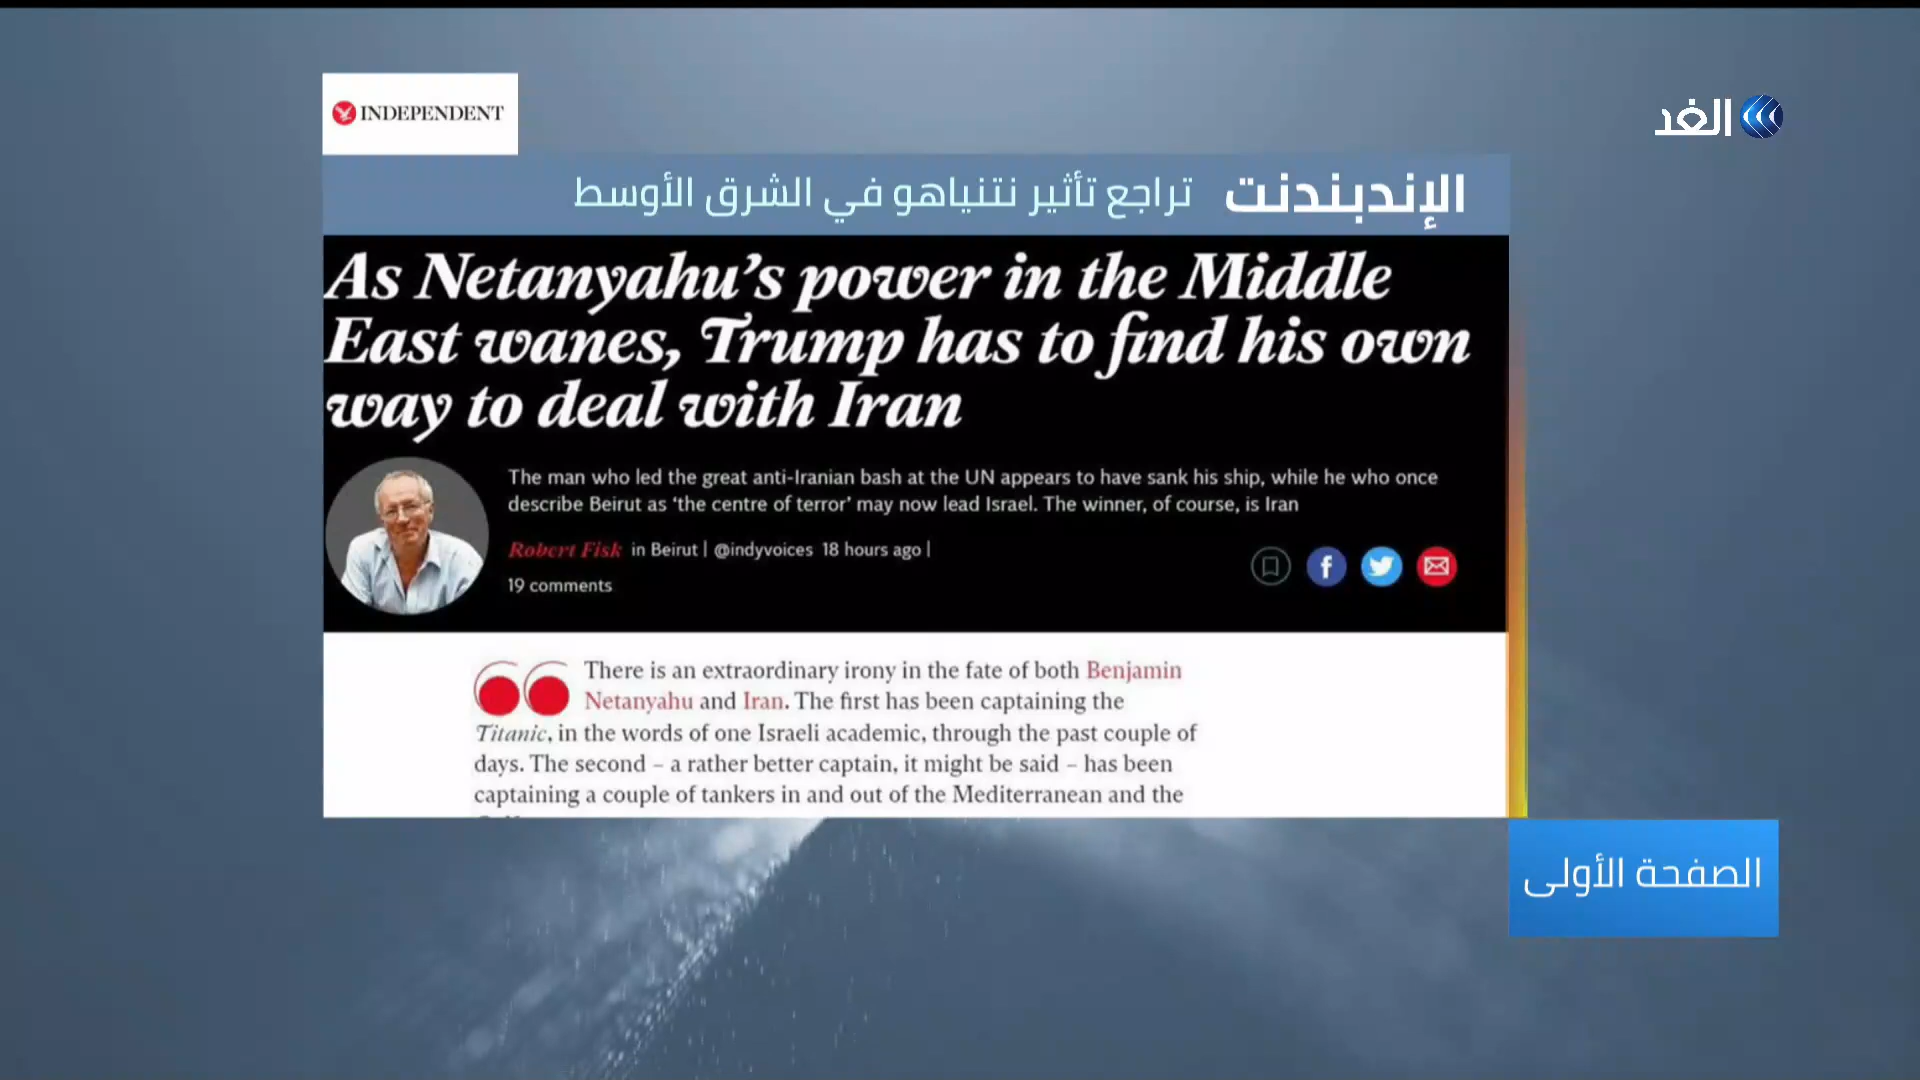 INDEPENDENT
الغد
الإندبندنت تراجع تأثير نتنياهو في الشرق الأوسط
As Netanyahu’s power in the Middle
East wanes, Trump has to find his own
way to deal with Iran
The man who led the great anti-Iranian bash at the UN appears to have sank his ship, while he who once
describe Beirut as ‘the centre of terror’ may now lead Israel. The winner, of course, is Iran
Robert Fisk in Beirut | @indyvoices 18 hours ago |
19 comments
There is an extraordinary irony in the fate of both Benjamin
Netanyahu and Iran. The first has been captaining the
Titanic, in the words of one Israeli academic, through the past couple of
days. The second – a rather better captain, it might be said – has been
captaining a couple of tankers in and out of the Mediterranean and the
الصفحة الأولى